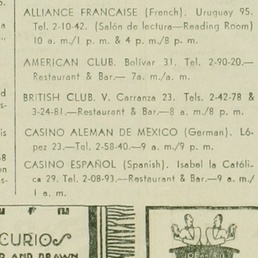 ALLIANCE FRANCAISE (French). Uruguay 95.
Tel. 2-10-42. (Salón de lectura—Reading Room)
10 a. m./1 p. m. & 4 p. m./8 p. m.
AMERICAN CLUB. Bolívar 31. Tel. 2-90-20.—
Restaurant & Bar.— 7a. m./a. m.
BRITISH CLUB. V. Carranza 23. Tels. 2-42-78 &
3-24-81.—Restaurant & Bar.—8 a. m./8 p. m.
CASINO ALEMAN DE MEXICO (German). Ló-
pez 23.—Tel. 2-58-40.—9 a. m./9 p. m.
CASINO ESPAÑOL (Spanish). Isabel la Católi-
ca 29. Tel. 2-08-93.—Restaurant & Bar.—9 a. m./
1 a. m.
CURIOS
AND DRAWN